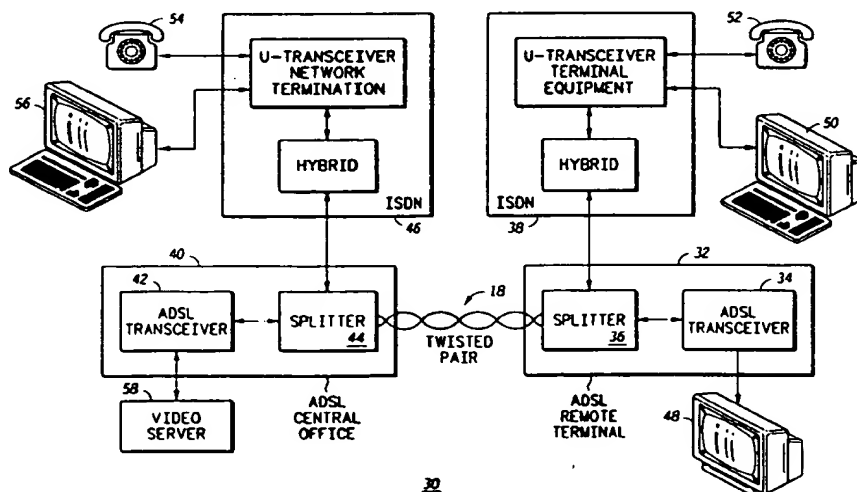 54
U-TRANSCEIVER
NETWORK
TERMINATION
56
HYBRID
ISDN
46
52
U-TRANSCEIVER
TERMINAL
EQUIPMENT
50
HYBRID
ISDN
38
40
42
ADSL
TRANSCEIVER
SPLITTER
44
18
TWISTED
PAIR
32
34
SPLITTER
36
ADSL
TRANSCEIVER
58
VIDEO
SERVER
ADSL
CENTRAL
OFFICE
ADSL
REMOTE
TERMINAL
48
30